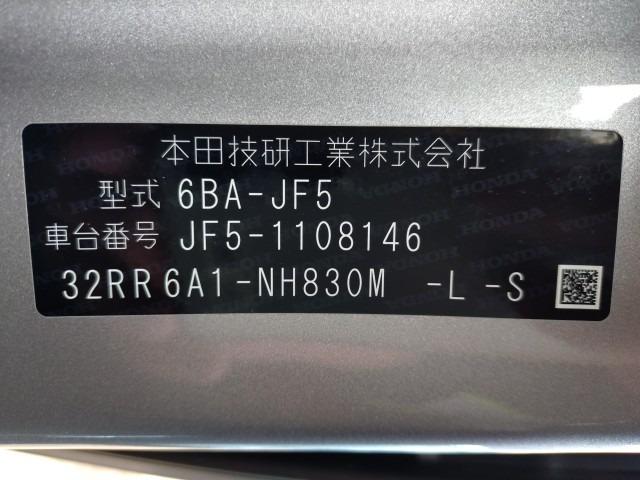 本田技研工業株式会社
型式 6BA-JF5
車台番号 JF5-1108146
32RR6A1-NH830M -L -S